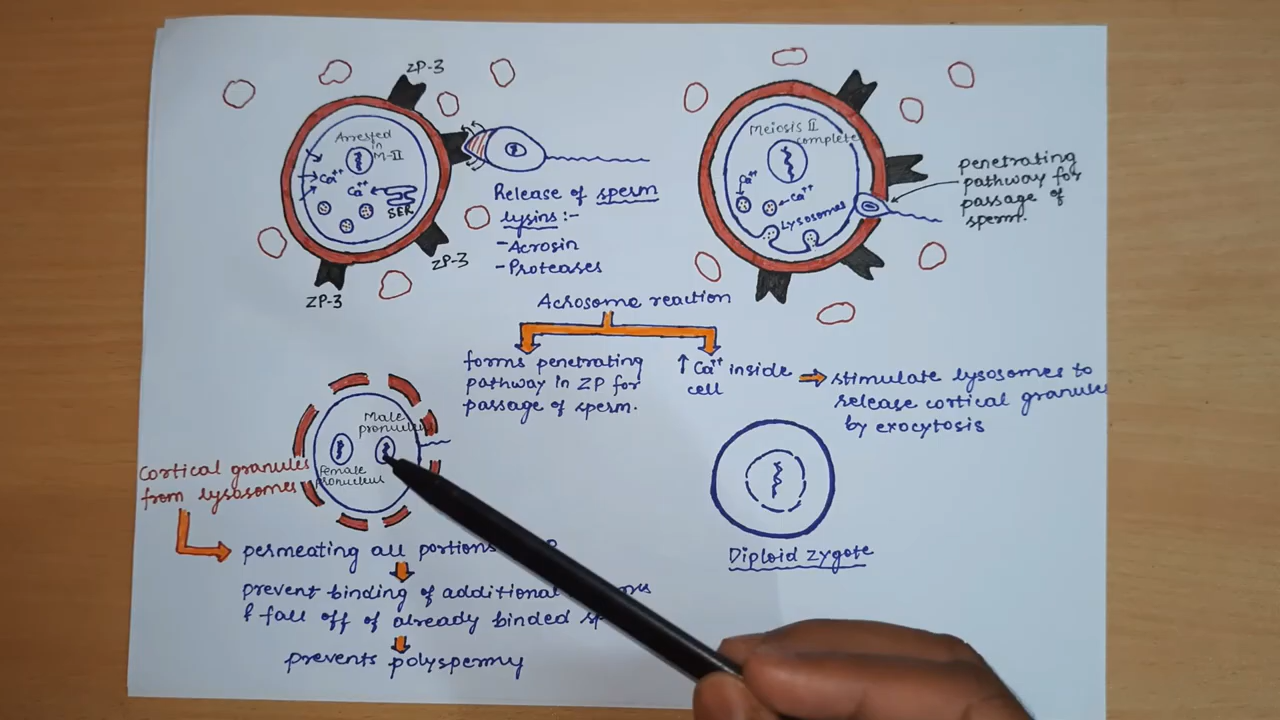 ZP-3
Arrested
in
M-II
Ca++
Ca++
SER
ZP-3
ZP-3
Release of sperm
lysins:-
-Acrosin
-Proteases
Meiosis II
complete
Ca++
Ca++
Lysosomes
penetrating
pathway for
passage of
sperm.
Acrosome reaction
forms penetrating
pathway in ZP for
passage of sperm.
↑ Ca++ inside
cell
stimulate lysosomes to
release cortical granules
by exocytosis
Male
pronucleus
Female
pronucleus
Cortical granules
from lysosomes
permeating all portions
prevent binding of additional
& fall off of already binded
prevents polyspermy
Diploid zygote